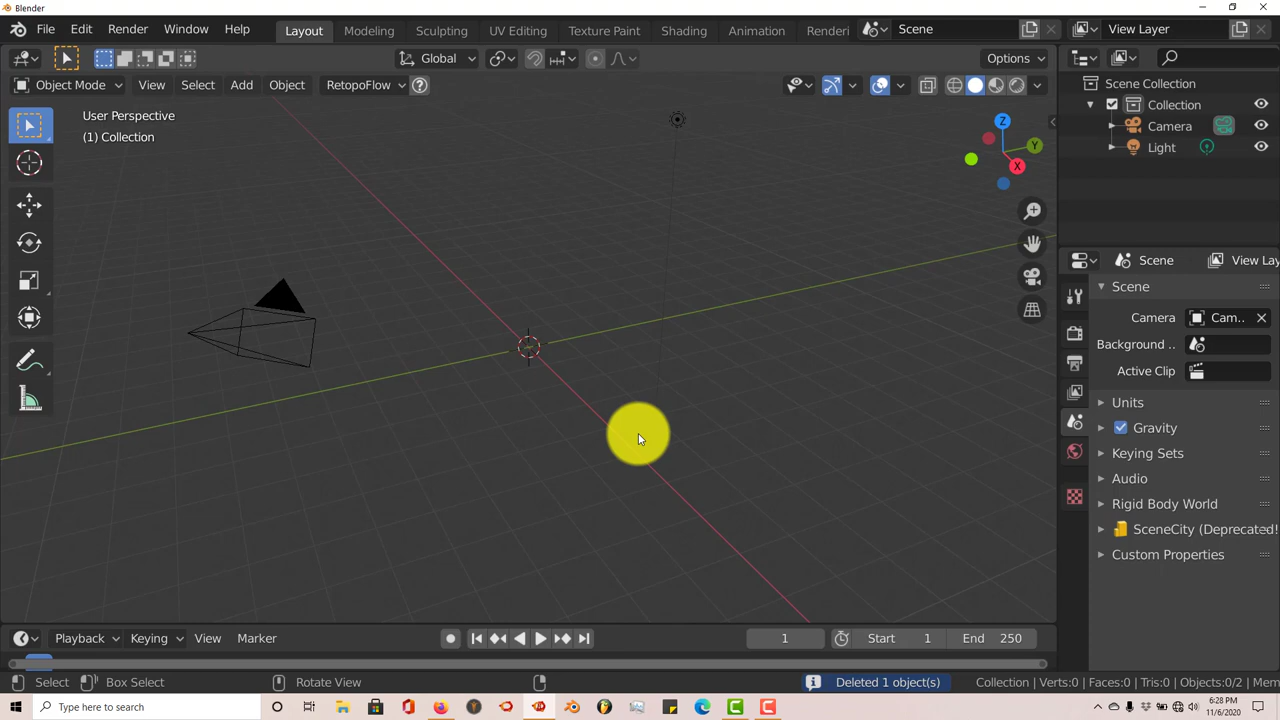 Blender
File Edit Render Window Help Layout Modeling Sculpting UV Editing Texture Paint Shading Animation Renderi Scene View Layer
Global Options
Object Mode View Select Add Object RetopoFlow ?
User Perspective
(1) Collection
Z
Y
X
Scene Collection
Collection
Camera
Light
Scene View Lay
Scene
Camera Cam..
Background ..
Active Clip
Units
Gravity
Keying Sets
Audio
Rigid Body World
SceneCity (Deprecated!
Custom Properties
Playback Keying View Marker 1 Start 1 End 250
Select Box Select Rotate View Deleted 1 object(s) Collection | Verts:0 | Faces:0 | Tris:0 | Objects:0/2 | Mem
Type here to search
6:28 PM
11/6/2020